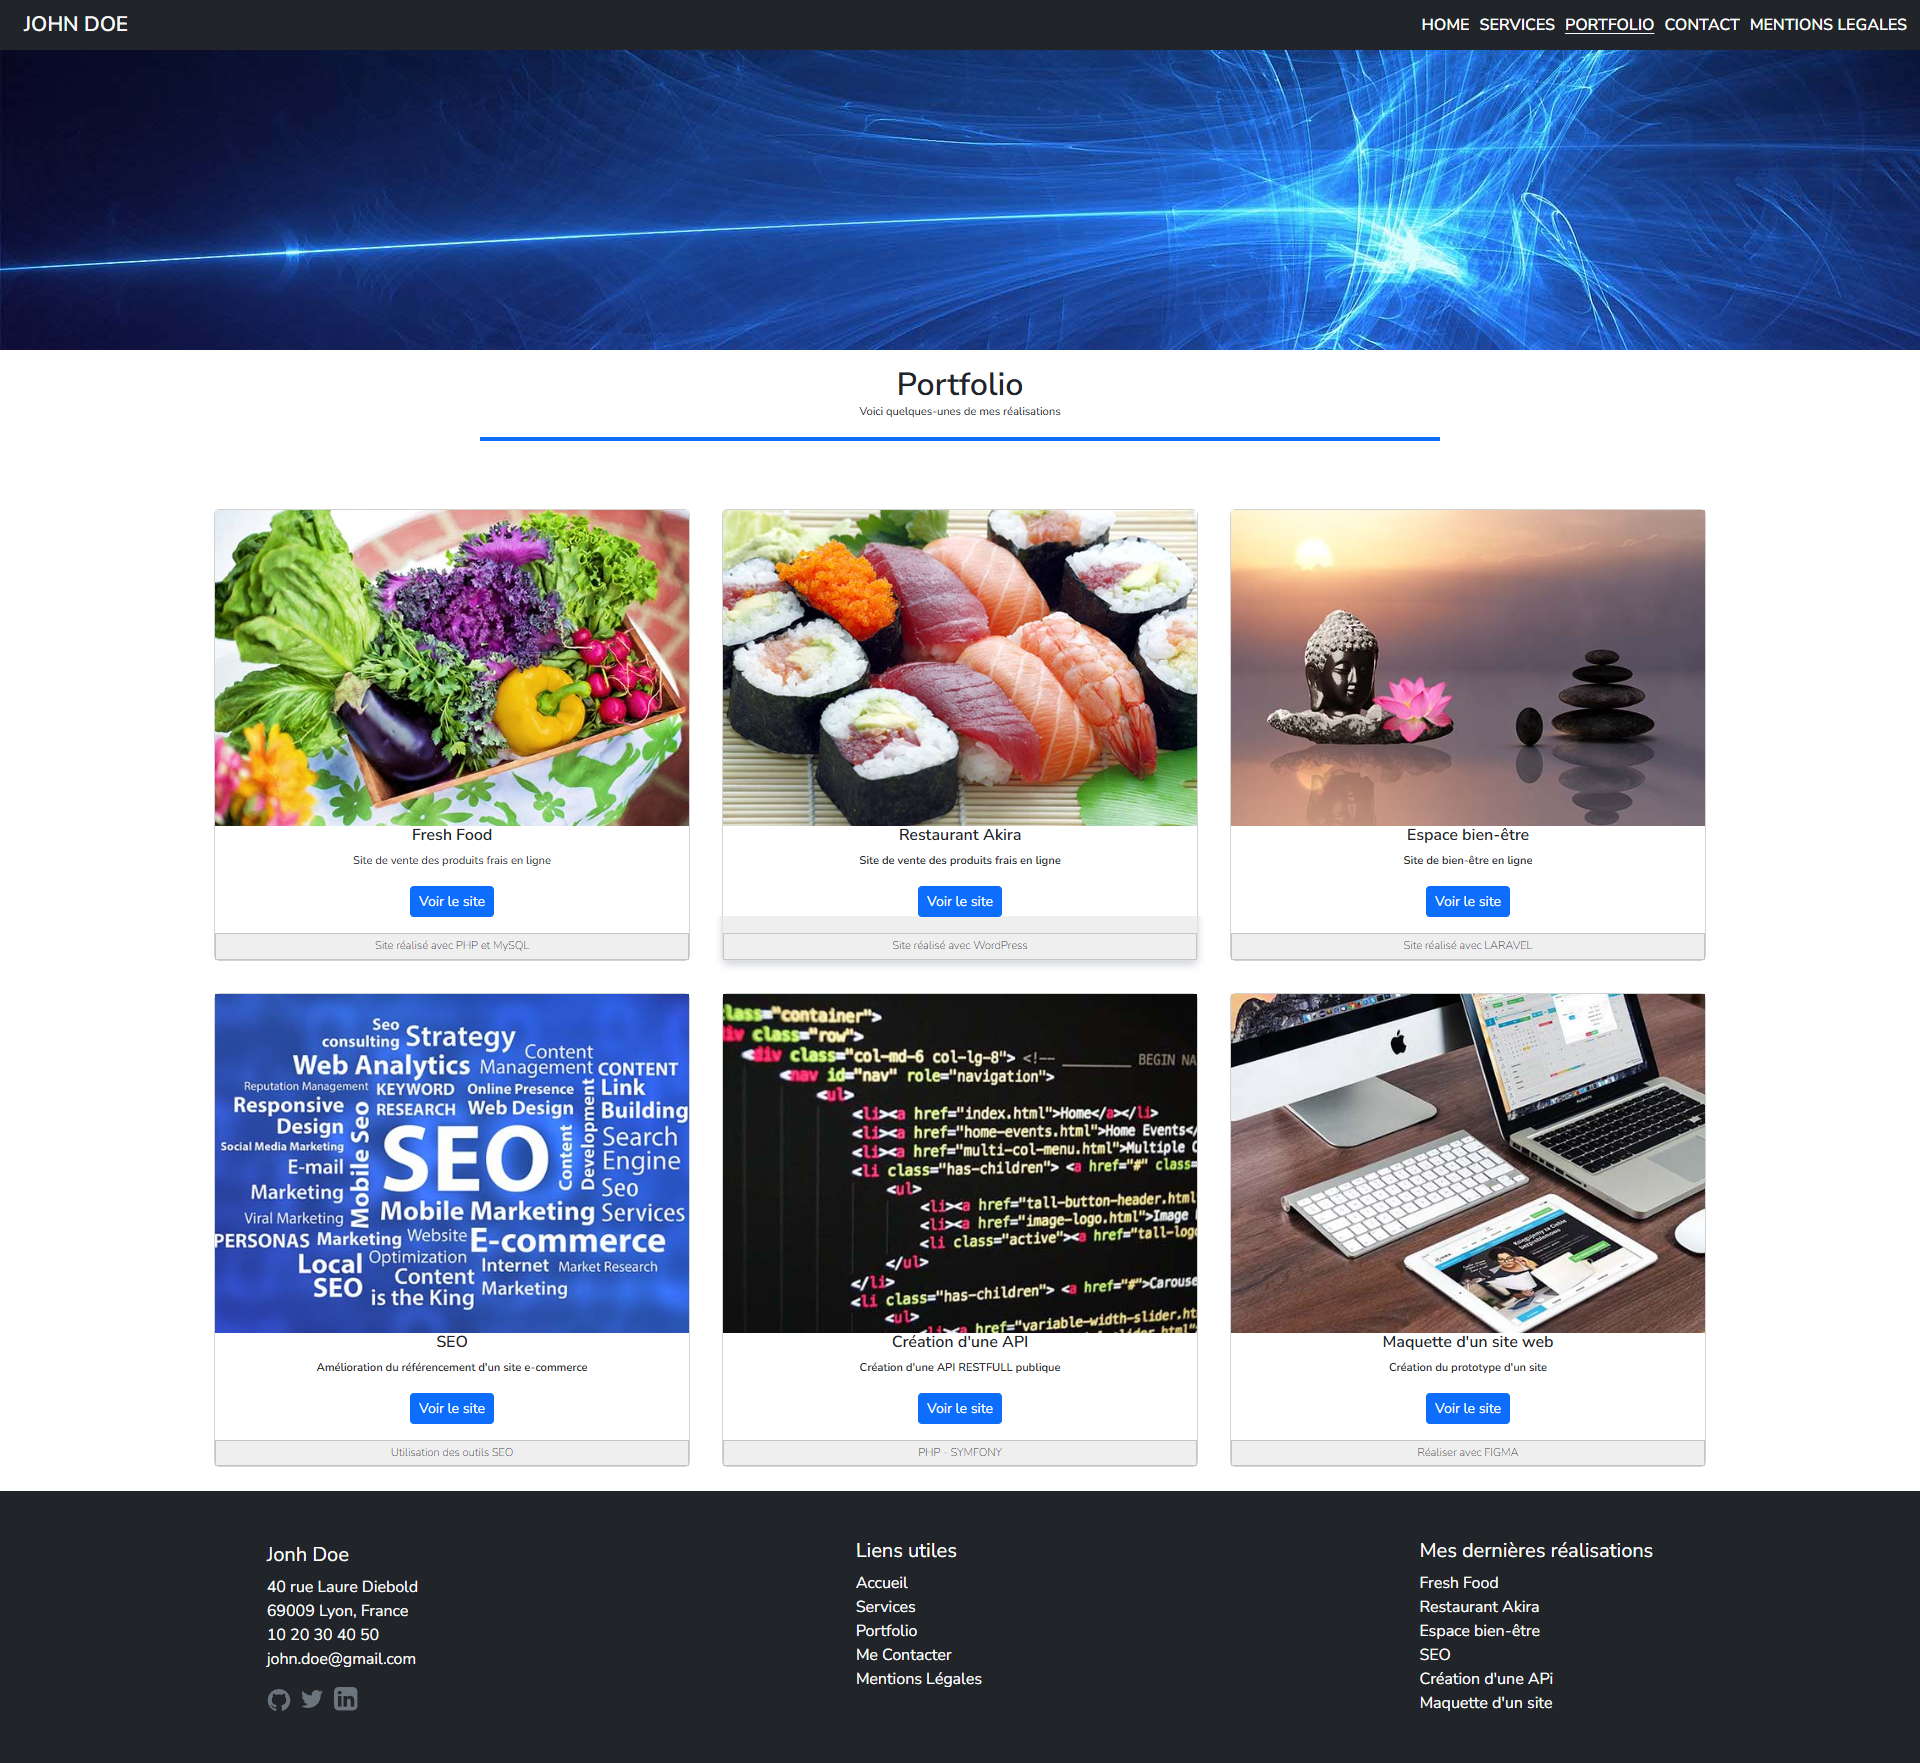 JOHN DOE
HOME SERVICES PORTFOLIO CONTACT MENTIONS LEGALES
Portfolio
Voici quelques-unes de mes réalisations
Fresh Food
Site de vente des produits frais en ligne
Voir le site
Site réalisé avec PHP et MySQL
Restaurant Akira
Site de vente des produits frais en ligne
Voir le site
Site réalisé avec WordPress
Espace bien-être
Site de bien-être en ligne
Voir le site
Site réalisé avec LARAVEL
Seo
consulting Strategy
Web Analytics
Content
Management CONTENT
Reputation Management KEYWORD Online Presence Link
Responsive RESEARCH Web Design Building
Design
Social Media Marketing
Mobile Seo
SEO
Content
Development
Search
Engine
E-mail
Marketing
Seo
Viral Marketing Mobile Marketing Services
PERSONAS Marketing Website E-commerce
Local Optimization Internet Market Research
SEO Content Marketing
is the King
SEO
Amélioration du référencement d'un site e-commerce
Voir le site
Utilisation des outils SEO
lass="container">
iv class="row">
<div class="col-md-6 col-lg-8"> <!-- BEGIN NA
<nav id="nav" role="navigation">
<ul>
<li><a href="index.html">Home</a></li>
<li><a href="home-events.html">Home Events</
<li><a href="multi-col-menu.html">Multiple C
<li class="has-children"> <a href="#" class=
<ul>
<li><a href="tall-button-header.html
<li><a href="image-logo.html">Image
<li class="active"><a href="tall-logo
</ul>
</li>
<li class="has-children"> <a href="#">Carouse
<ul>
<li><a href="variable-width-slider.ht
Création d'une API
Création d'une API RESTFULL publique
Voir le site
PHP - SYMFONY
Maquette d'un site web
Création du prototype d'un site
Voir le site
Réaliser avec FIGMA
Jonh Doe
40 rue Laure Diebold
69009 Lyon, France
10 20 30 40 50
john.doe@gmail.com
Liens utiles
Accueil
Services
Portfolio
Me Contacter
Mentions Légales
Mes dernières réalisations
Fresh Food
Restaurant Akira
Espace bien-être
SEO
Création d'une APi
Maquette d'un site